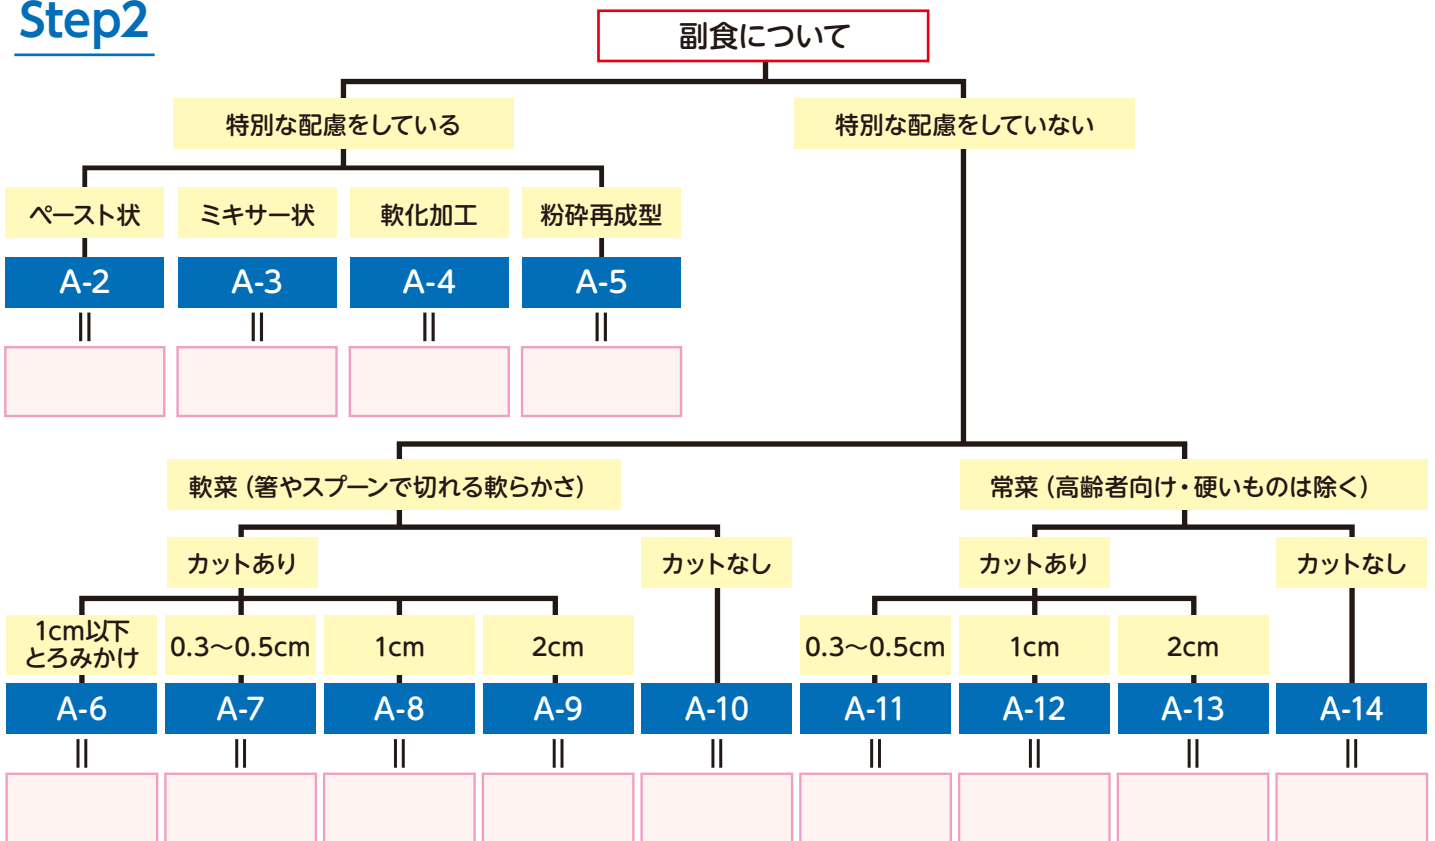 Step2
副食について
特別な配慮をしている
特別な配慮をしていない
ペースト状
ミキサー状
軟化加工
粉砕再成型
A-2
A-3
A-4
A-5
軟菜（箸やスプーンで切れる軟らかさ）
常菜（高齢者向け・硬いものは除く）
カットあり
カットなし
カットあり
カットなし
1cm以下
とろみかけ
0.3〜0.5cm
1cm
2cm
0.3〜0.5cm
1cm
2cm
A-6
A-7
A-8
A-9
A-10
A-11
A-12
A-13
A-14